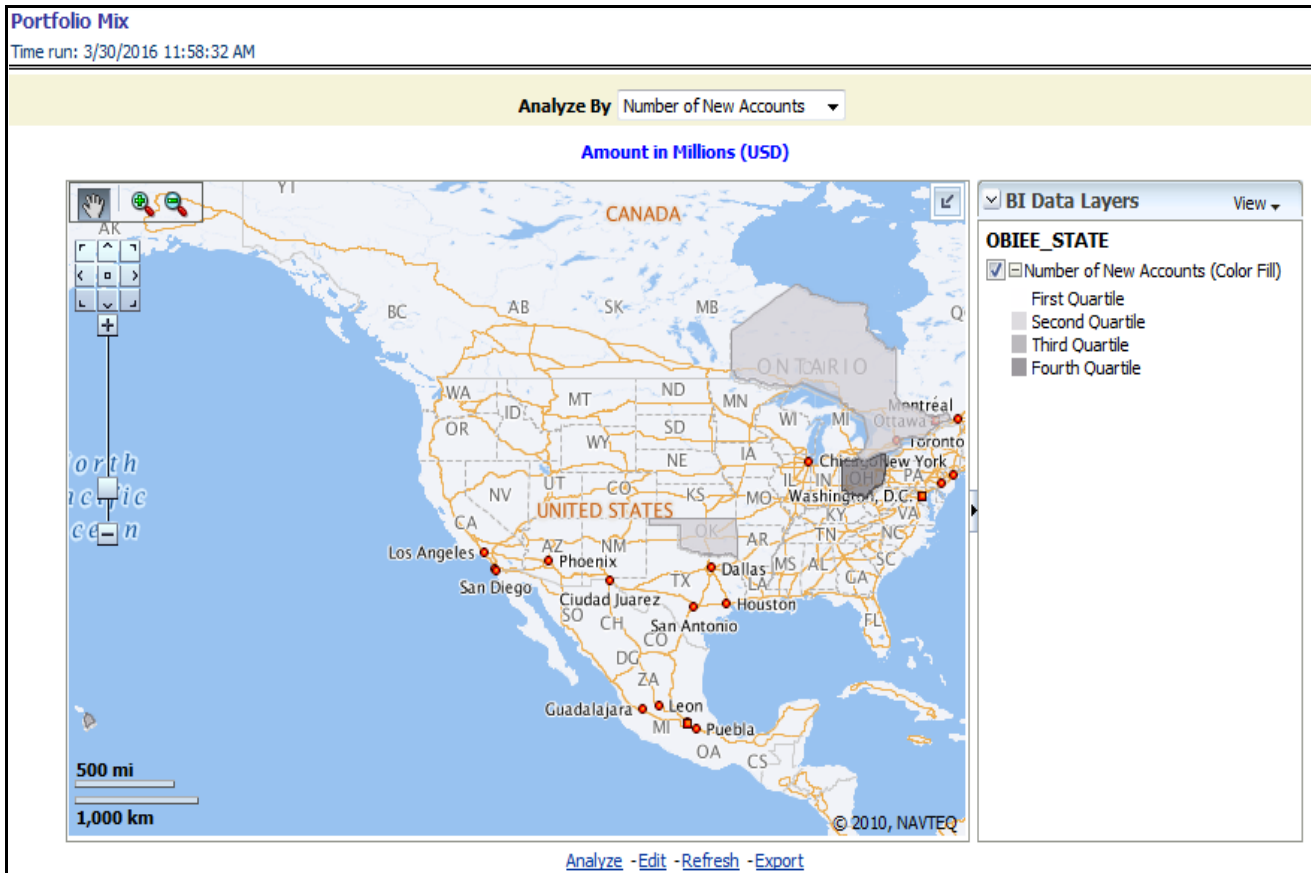 Portfolio Mix
Time run: 3/30/2016 11:58:32 AM
Analyze By Number of New Accounts
Amount in Millions (USD)
YT
CANADA
AK
BC
AB
SK
MB
Q
ONTARIO
WA
MT
ND
MN
Montréal
ID
WI
MI
Ottawa
OR
SD
Toronto
WY
orth
NE
IA
Chicago
New York
acific
NV
UT
CO
IL
IN
OH
PA
KS
MO
Washington, D.C.
UNITED STATES
KY
VA
cean
CA
OK
TN
NC
Los Angeles
AZ
NM
AR
SC
Phoenix
Dallas
MS
AL
San Diego
TX
LA
GA
Ciudad Juarez
Houston
SO
CH
San Antonio
FL
CO
DG
ZA
Guadalajara
Leon
MI
Puebla
OA
CS
500 mi
1,000 km
© 2010, NAVTEQ
BI Data Layers View
OBIEE_STATE
Number of New Accounts (Color Fill)
First Quartile
Second Quartile
Third Quartile
Fourth Quartile
Analyze - Edit - Refresh - Export